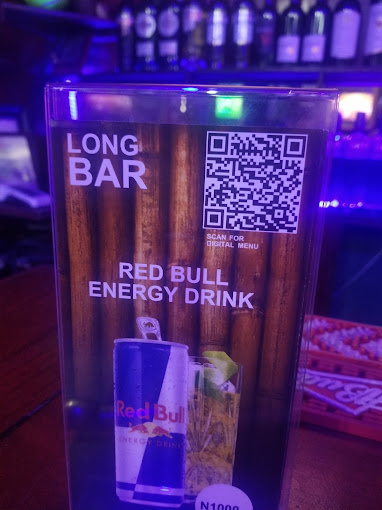 LONG
BAR
SCAN FOR
DIGITAL MENU
RED BULL
ENERGY DRINK
Red Bull
ENERGY DRINK
N1000